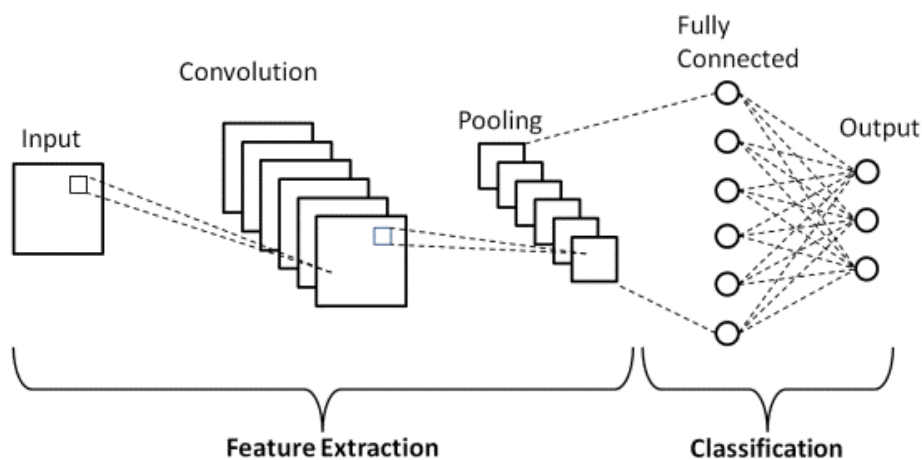 Input
Convolution
Pooling
Fully
Connected
Output
Feature Extraction
Classification